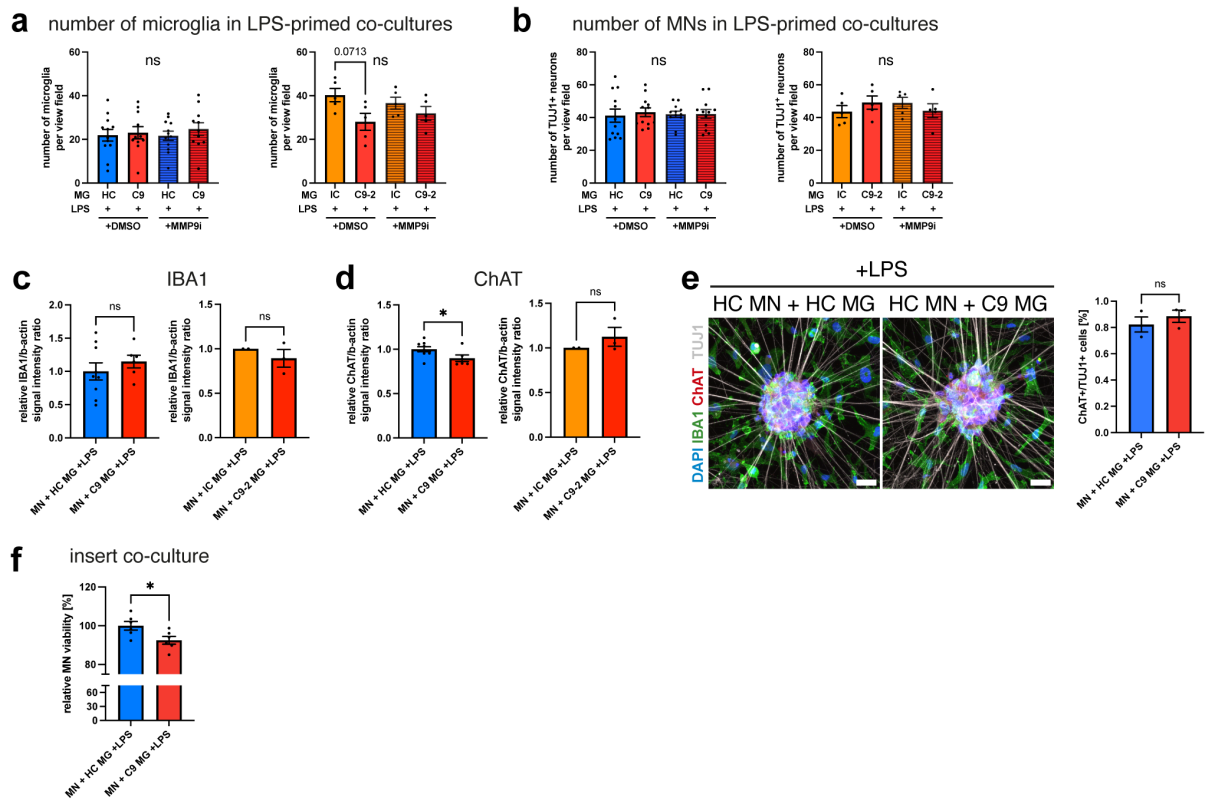 a number of microglia in LPS-primed co-cultures
number of microglia
per view field
60
40
20
0
ns
MG HC C9 HC C9
LPS + + + +
+DMSO +MMP9i
number of microglia
per view field
60
40
20
0
0.0713
ns
MG IC C9-2 IC C9-2
LPS + + + +
+DMSO +MMP9i
b number of MNs in LPS-primed co-cultures
number of TUJ1+ neurons
per view field
80
60
40
20
0
ns
MG HC C9 HC C9
LPS + + + +
+DMSO +MMP9i
number of TUJ1+ neurons
per view field
80
60
40
20
0
ns
MG IC C9-2 IC C9-2
LPS + + + +
+DMSO +MMP9i
c IBA1
relative IBA1/b-actin
signal intensity ratio
2.0
1.5
1.0
0.5
0.0
ns
MN + HC MG +LPS
MN + C9 MG +LPS
relative IBA1/b-actin
signal intensity ratio
1.5
1.0
0.5
0.0
ns
MN + IC MG +LPS
MN + C9-2 MG +LPS
d ChAT
relative ChAT/b-actin
signal intensity ratio
1.5
1.0
0.5
0.0
*
MN + HC MG +LPS
MN + C9 MG +LPS
relative ChAT/b-actin
signal intensity ratio
1.5
1.0
0.5
0.0
ns
MN + IC MG +LPS
MN + C9-2 MG +LPS
e +LPS
HC MN + HC MG HC MN + C9 MG
DAPI IBA1 ChAT TUJ1
ChAT+/TUJ1+ cells [%]
1.0
0.8
0.6
0.4
0.2
0.0
ns
MN + HC MG +LPS
MN + C9 MG +LPS
f insert co-culture
relative MN viability [%]
120
100
80
60
30
0
*
MN + HC MG +LPS
MN + C9 MG +LPS